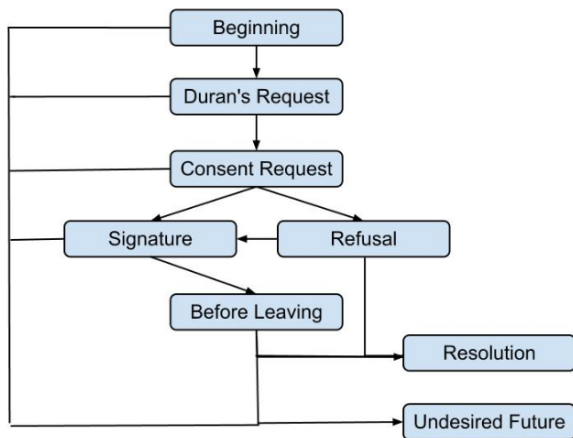 Beginning
Duran's Request
Consent Request
Signature
Refusal
Before Leaving
Resolution
Undesired Future